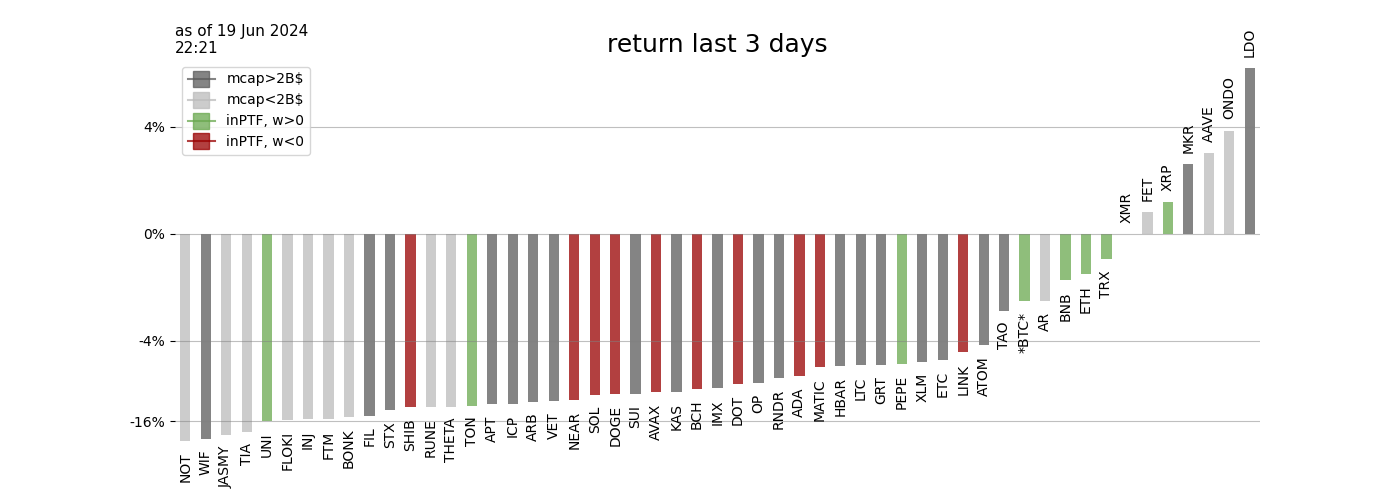 as of 19 Jun 2024
22:21
return last 3 days
mcap>2B$
mcap<2B$
inPTF, w>0
inPTF, w<0
4%
0%
-4%
-16%
NOT
WIF
JASMY
TIA
UNI
FLOKI
INJ
FTM
BONK
FIL
STX
SHIB
RUNE
THETA
TON
APT
ICP
ARB
VET
NEAR
SOL
DOGE
SUI
AVAX
KAS
BCH
IMX
DOT
OP
RNDR
ADA
MATIC
HBAR
LTC
GRT
PEPE
XLM
ETC
LINK
ATOM
TAO
*BTC*
AR
BNB
ETH
TRX
XMR
FET
XRP
MKR
AAVE
ONDO
LDO